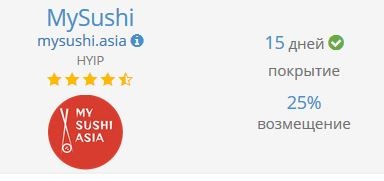 MySushi
mysushi.asia
HYIP
MY
SUSHI
ASIA
15 дней
покрытие
25%
возмещение